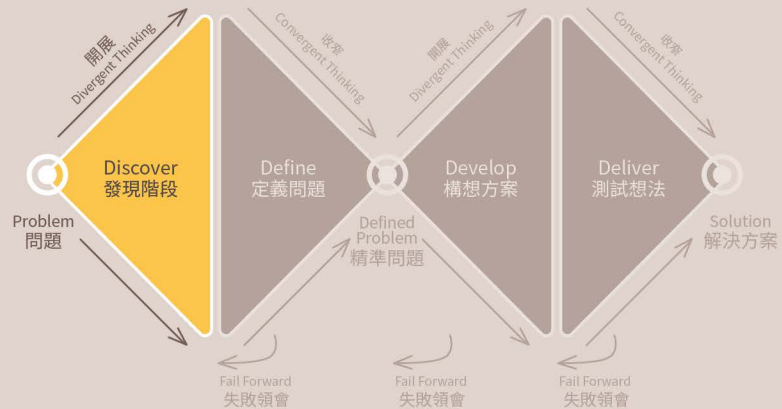 開展
Divergent Thinking
收窄
Convergent Thinking
開展
Divergent Thinking
收窄
Convergent Thinking
Discover
發現階段
Define
定義問題
Develop
構想方案
Deliver
測試想法
Problem
問題
Defined
Problem
精準問題
Solution
解決方案
Fail Forward
失敗領會
Fail Forward
失敗領會
Fail Forward
失敗領會